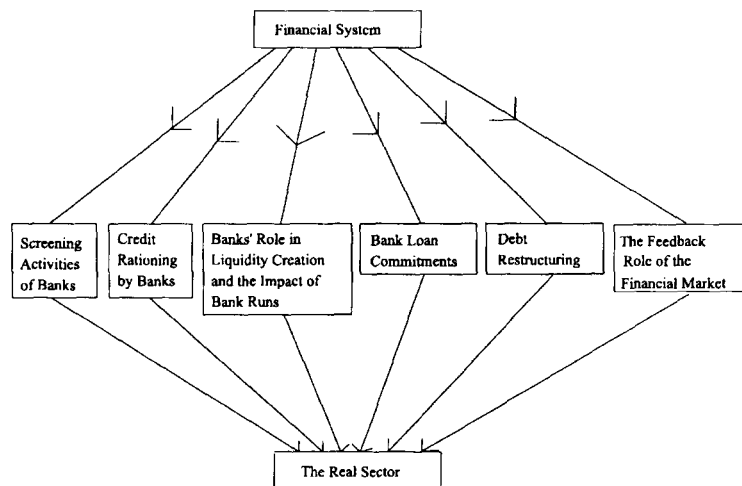 Financial System
Screening
Activities
of Banks
Credit
Rationing
by Banks
Banks' Role in
Liquidity Creation
and the Impact of
Bank Runs
Bank Loan
Commitments
Debt
Restructuring
The Feedback
Role of the
Financial Market
The Real Sector